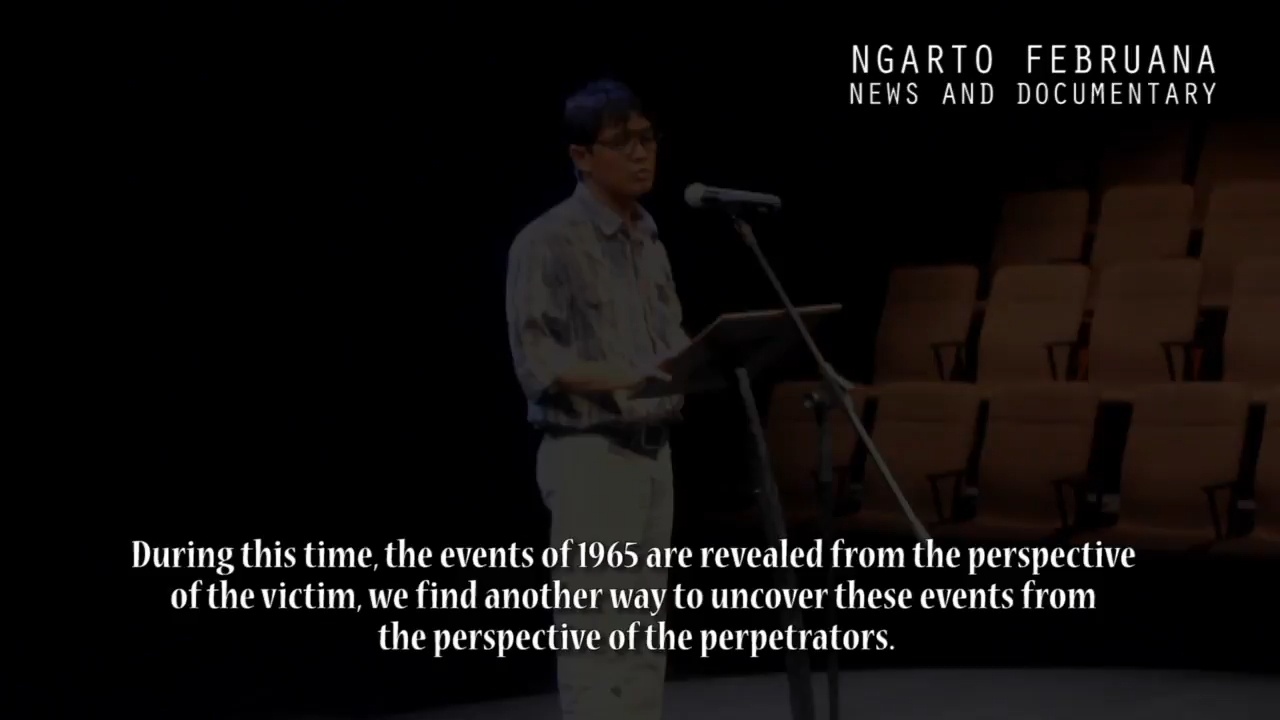 NGARTO FEBRUANA
NEWS AND DOCUMENTARY
During this time, the events of 1965 are revealed from the perspective
of the victim, we find another way to uncover these events from
the perspective of the perpetrators.